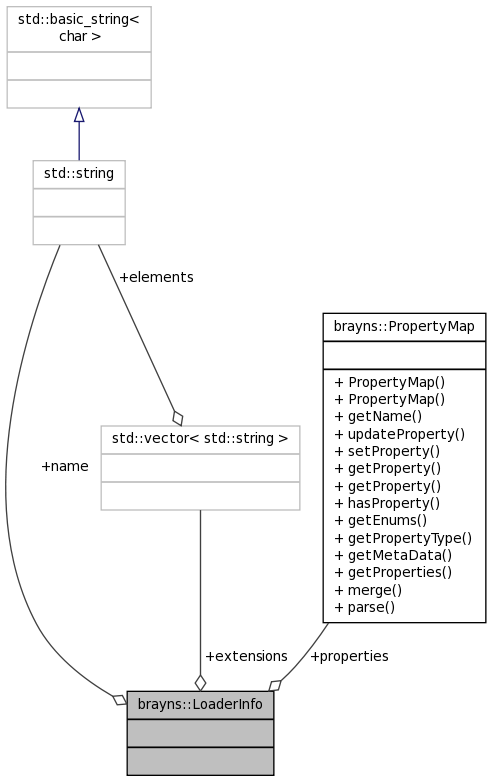 std::basic_string<
char >
std::string
+elements
brayns::PropertyMap
+ PropertyMap()
+ PropertyMap()
+ getName()
+ updateProperty()
+ setProperty()
+ getProperty()
+ getProperty()
+ hasProperty()
+ getEnums()
+ getPropertyType()
+ getMetaData()
+ getProperties()
+ merge()
+ parse()
std::vector< std::string >
+name
+extensions
+properties
brayns::LoaderInfo